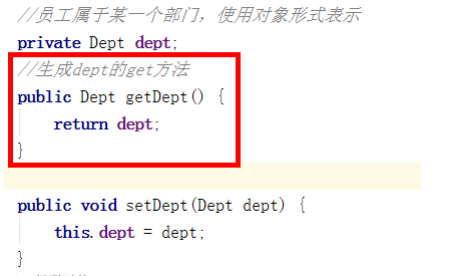 //员工属于某一个部门，使用对象形式表示
private Dept dept;
//生成dept的get方法
public Dept getDept() {
return dept;
}
public void setDept(Dept dept) {
this.dept = dept;
}